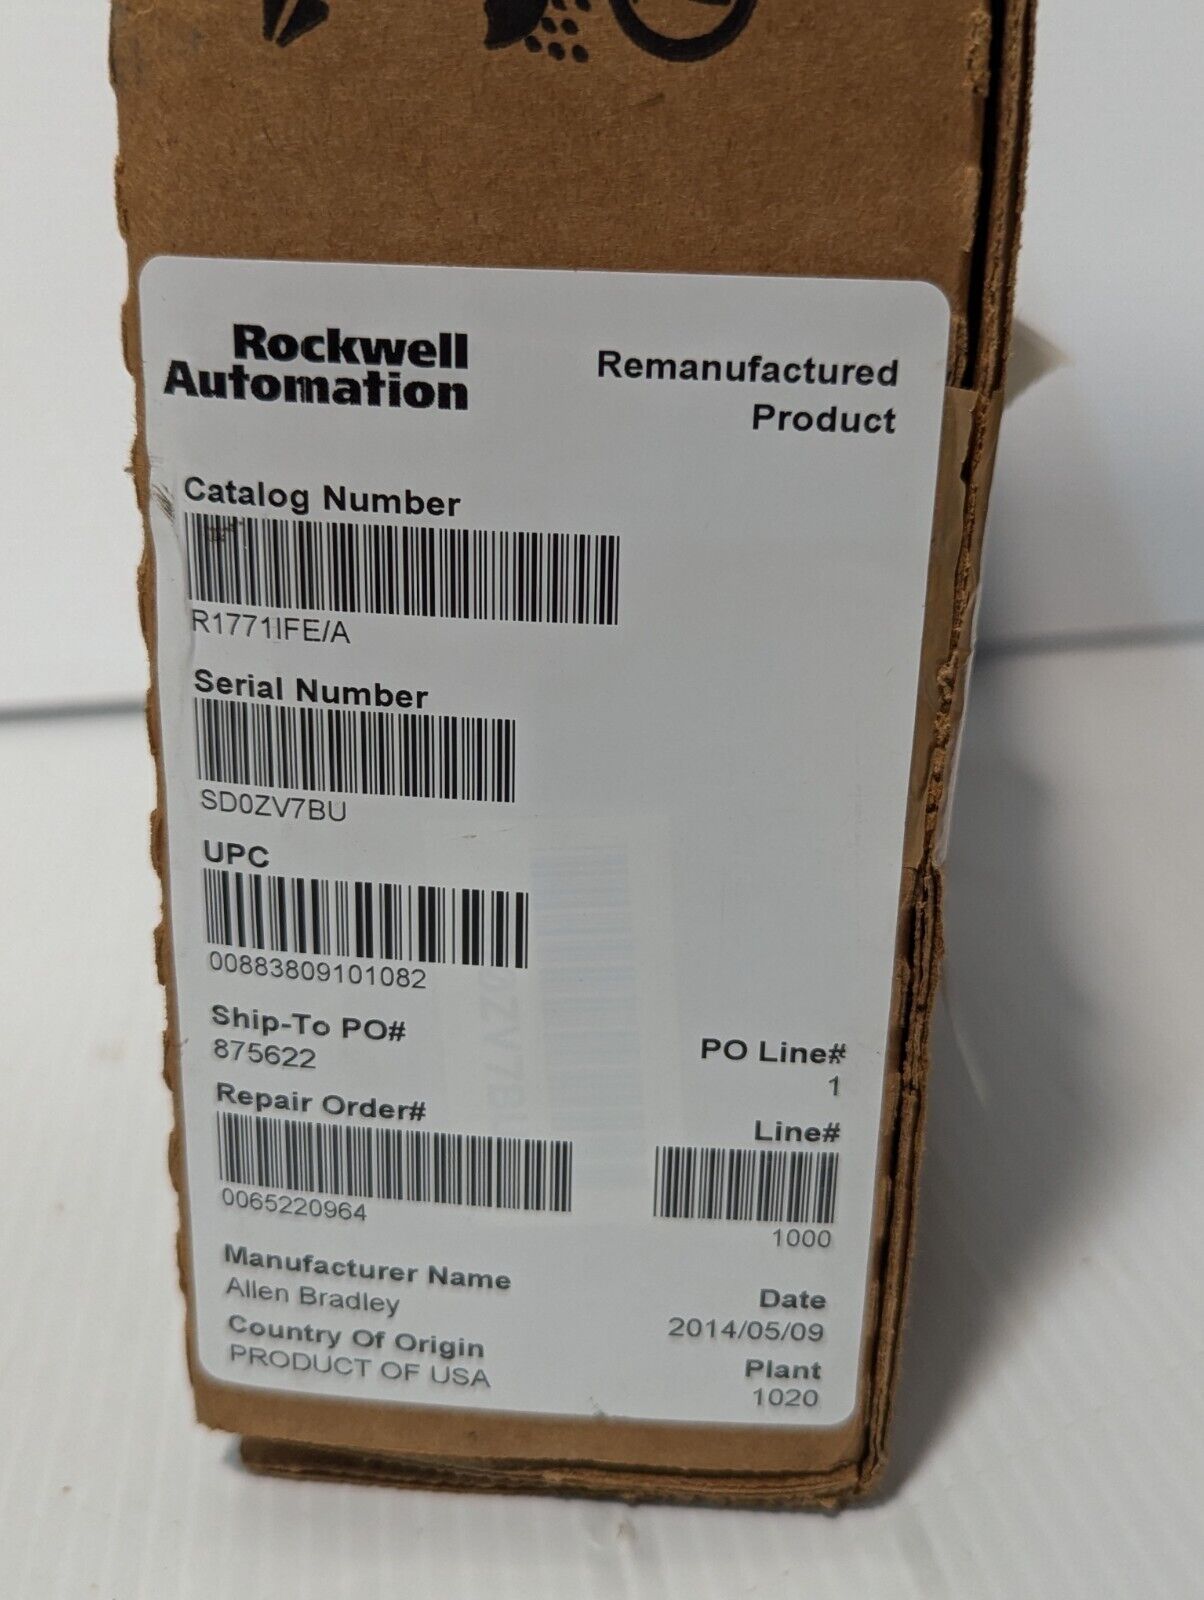 Rockwell
Automation
Remanufactured
Product
Catalog Number
R1771IFE/A
Serial Number
SD0ZV7BU
UPC
00883809101082
Ship-To PO#
875622
PO Line#
1
Repair Order#
0065220964
Line#
1000
Manufacturer Name
Allen Bradley
Date
2014/05/09
Country Of Origin
PRODUCT OF USA
Plant
1020